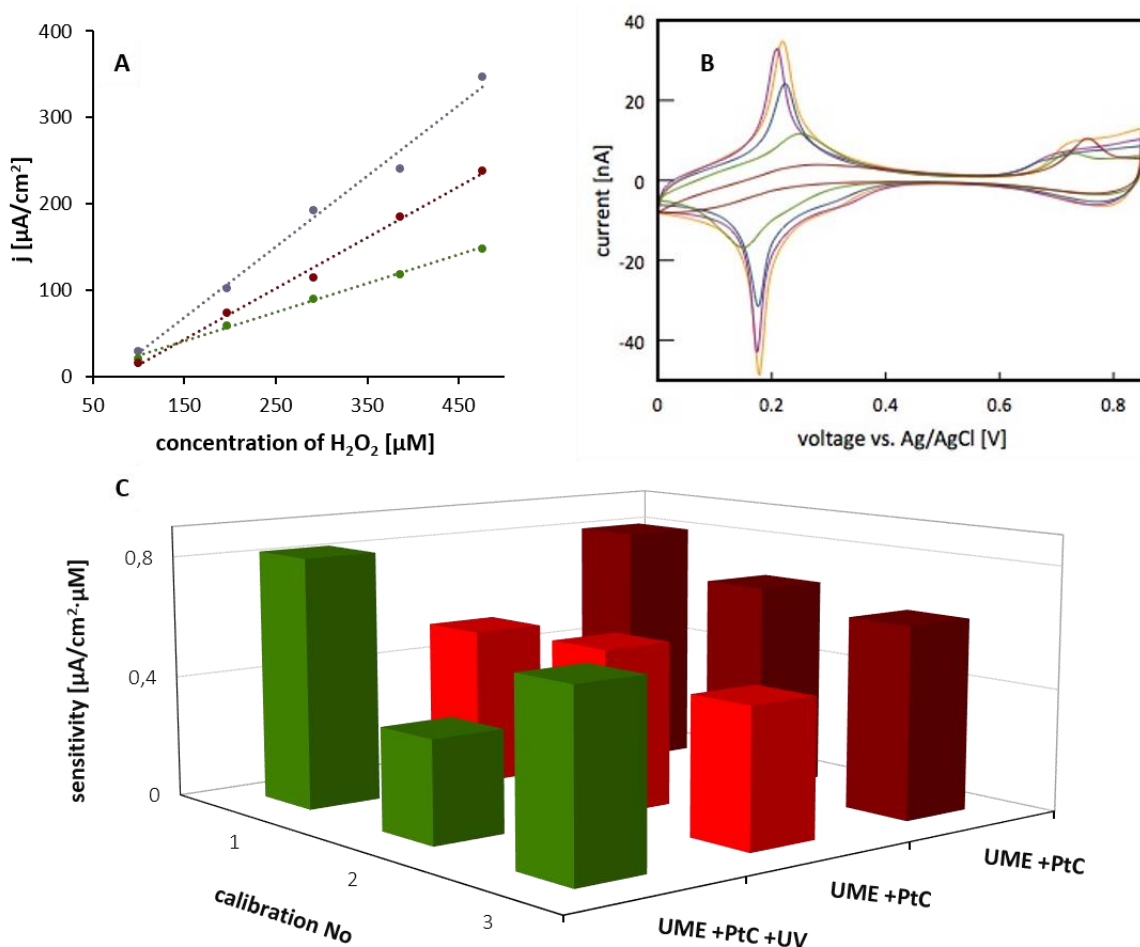 A
j [µA/cm²]
400
300
200
100
0
50
150
250
350
450
concentration of H₂O₂ [µM]
B
current [nA]
40
20
0
-20
-40
0
0.2
0.4
0.6
0.8
voltage vs. Ag/AgCl [V]
C
sensitivity [µA/cm²·µM]
0,8
0,4
0
1
2
3
calibration No
UME +PtC +UV
UME +PtC
UME +PtC